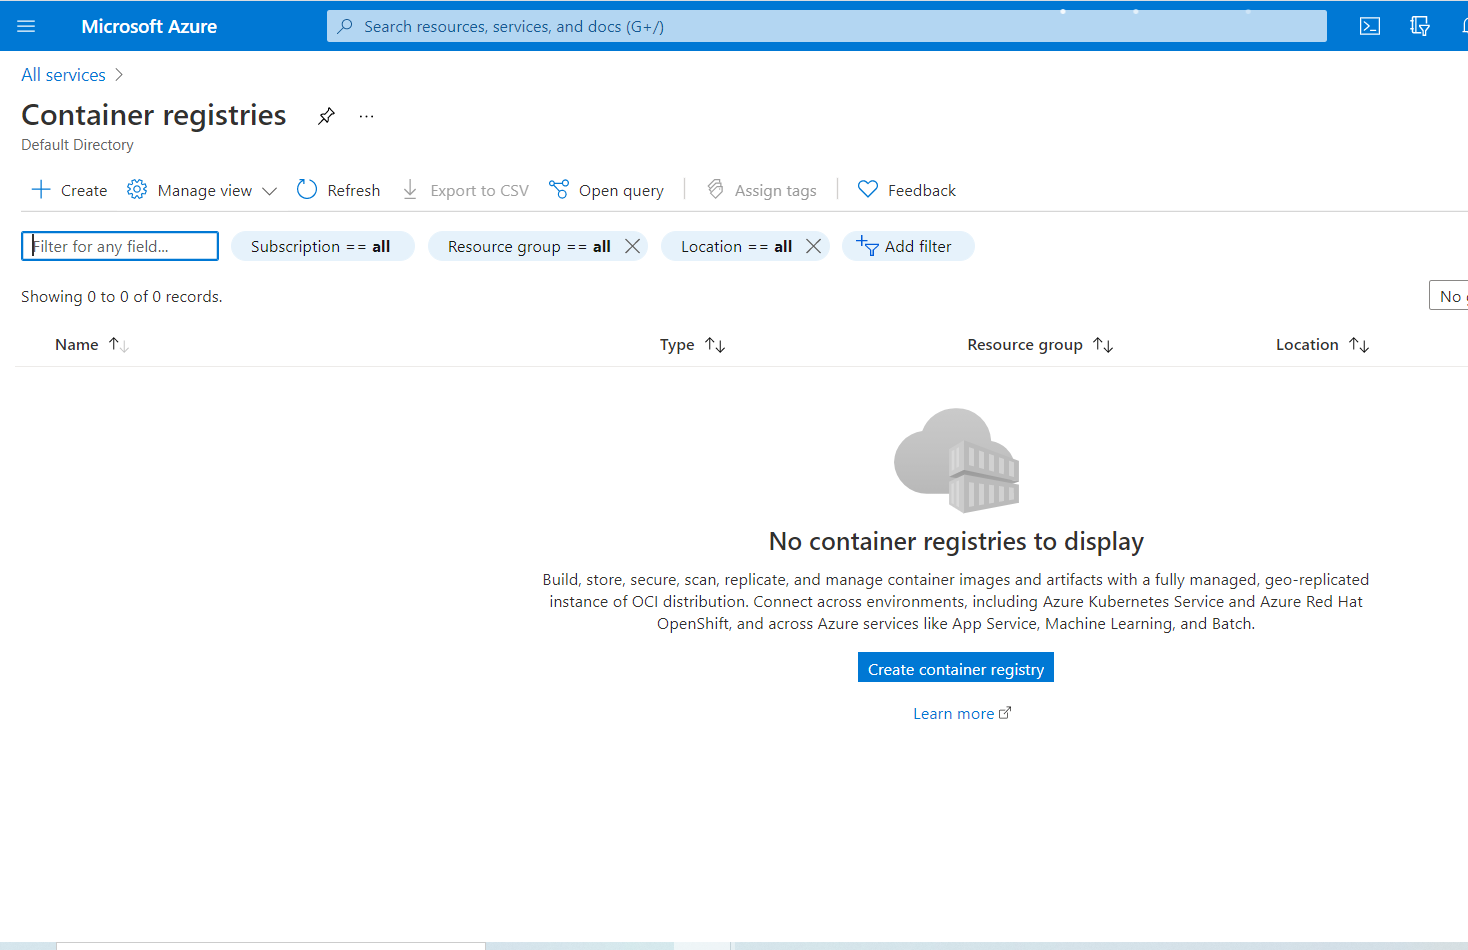 Microsoft Azure
Search resources, services, and docs (G+/)
All services
Container registries
Default Directory
Create Manage view Refresh Export to CSV Open query Assign tags Feedback
Filter for any field... Subscription == all Resource group == all Location == all Add filter
Showing 0 to 0 of 0 records.
No
Name Type Resource group Location
No container registries to display
Build, store, secure, scan, replicate, and manage container images and artifacts with a fully managed, geo-replicated
instance of OCI distribution. Connect across environments, including Azure Kubernetes Service and Azure Red Hat
OpenShift, and across Azure services like App Service, Machine Learning, and Batch.
Create container registry
Learn more